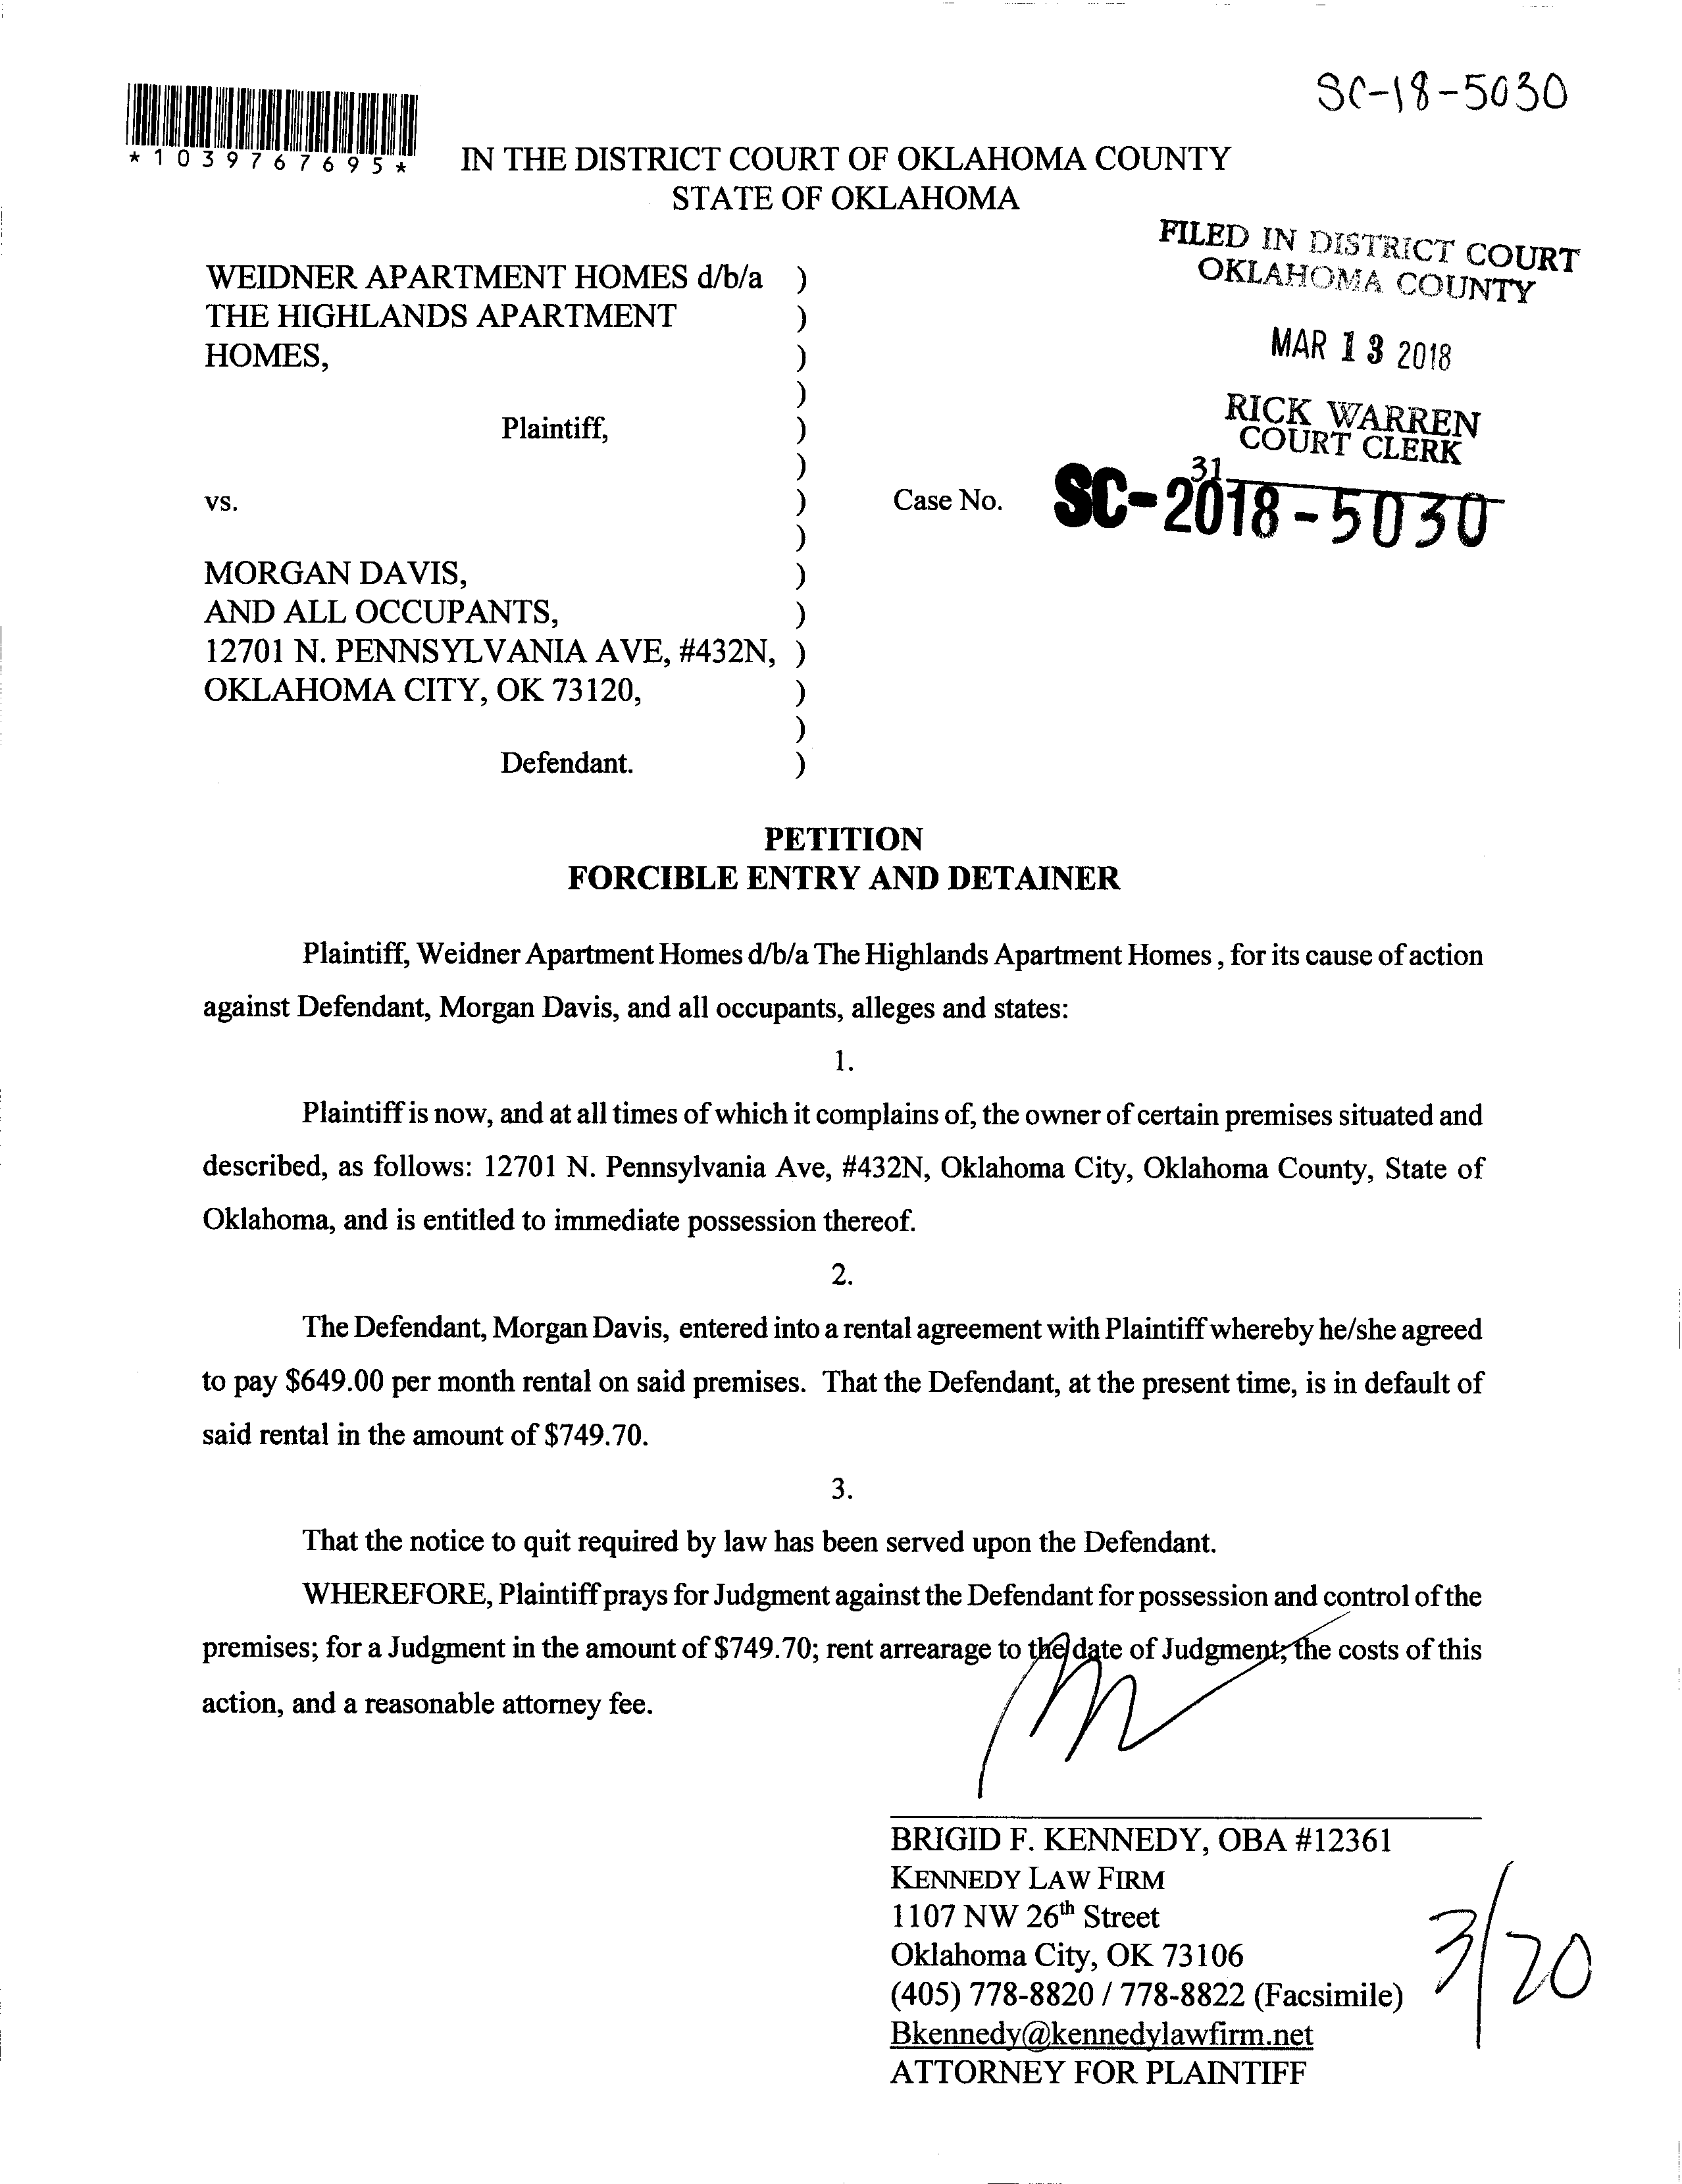 SC-18-5030
*1039767695*
IN THE DISTRICT COURT OF OKLAHOMA COUNTY
STATE OF OKLAHOMA
FILED IN DISTRICT COURT
OKLAHOMA COUNTY
MAR 13 2018
RICK WARREN
COURT CLERK
31
WEIDNER APARTMENT HOMES d/b/a )
THE HIGHLANDS APARTMENT )
HOMES, )
)
Plaintiff, )
)
vs. ) Case No. SC-2018-5030
)
MORGAN DAVIS, )
AND ALL OCCUPANTS, )
12701 N. PENNSYLVANIA AVE, #432N, )
OKLAHOMA CITY, OK 73120, )
)
Defendant. )
PETITION
FORCIBLE ENTRY AND DETAINER
Plaintiff, Weidner Apartment Homes d/b/a The Highlands Apartment Homes , for its cause of action
against Defendant, Morgan Davis, and all occupants, alleges and states:
1.
Plaintiff is now, and at all times of which it complains of, the owner of certain premises situated and
described, as follows: 12701 N. Pennsylvania Ave, #432N, Oklahoma City, Oklahoma County, State of
Oklahoma, and is entitled to immediate possession thereof.
2.
The Defendant, Morgan Davis, entered into a rental agreement with Plaintiff whereby he/she agreed
to pay $649.00 per month rental on said premises. That the Defendant, at the present time, is in default of
said rental in the amount of $749.70.
3.
That the notice to quit required by law has been served upon the Defendant.
WHEREFORE, Plaintiff prays for Judgment against the Defendant for possession and control of the
premises; for a Judgment in the amount of $749.70; rent arrearage to the date of Judgment; the costs of this
action, and a reasonable attorney fee.
BRIGID F. KENNEDY, OBA #12361
KENNEDY LAW FIRM
1107 NW 26th Street
Oklahoma City, OK 73106
(405) 778-8820 / 778-8822 (Facsimile)
Bkennedy@kennedylawfirm.net
ATTORNEY FOR PLAINTIFF
3/20